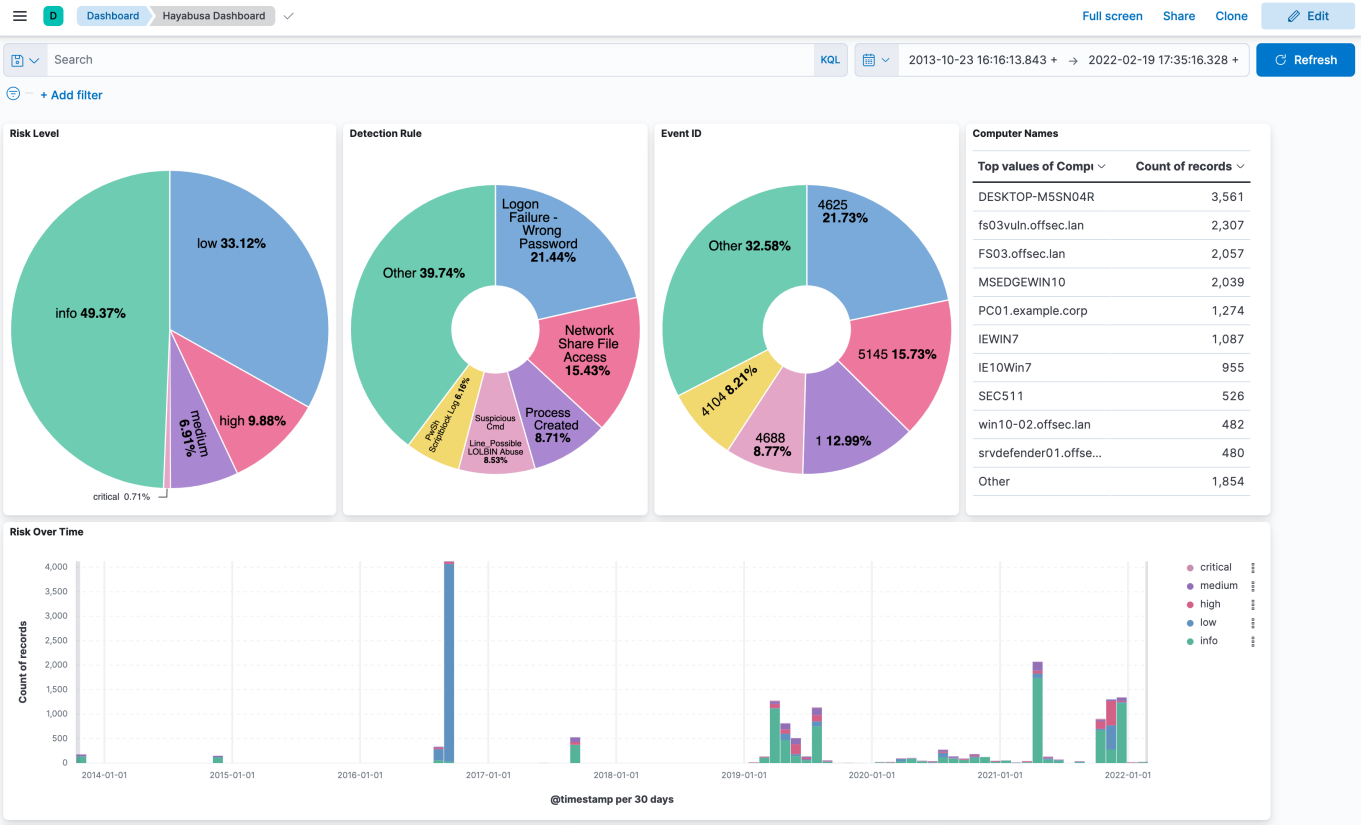 D
Dashboard
Hayabusa Dashboard
Full screen
Share
Clone
Edit
Search
KQL
2013-10-23 16:16:13.843 +
→
2022-02-19 17:35:16.328 +
Refresh
+ Add filter
Risk Level
low 33.12%
info 49.37%
high 9.88%
medium
6.91%
critical 0.71%
Detection Rule
Logon
Failure -
Wrong
Password
21.44%
Other 39.74%
Network
Share File
Access
15.43%
Process
Created
8.71%
Suspicious
Cmd
Line_Possible
LOLBIN Abuse
8.53%
PwSh
Scriptblock Log 6.16%
Event ID
4625
21.73%
Other 32.58%
5145 15.73%
1 12.99%
4688
8.77%
4104 8.21%
Computer Names
Top values of Compu
Count of records
DESKTOP-M5SN04R 3,561
fs03vuln.offsec.lan 2,307
FS03.offsec.lan 2,057
MSEDGEWIN10 2,039
PC01.example.corp 1,274
IEWIN7 1,087
IE10Win7 955
SEC511 526
win10-02.offsec.lan 482
srvdefender01.offse... 480
Other 1,854
Risk Over Time
Count of records
4,000
3,500
3,000
2,500
2,000
1,500
1,000
500
0
2014-01-01
2015-01-01
2016-01-01
2017-01-01
2018-01-01
2019-01-01
2020-01-01
2021-01-01
2022-01-01
@timestamp per 30 days
critical
medium
high
low
info